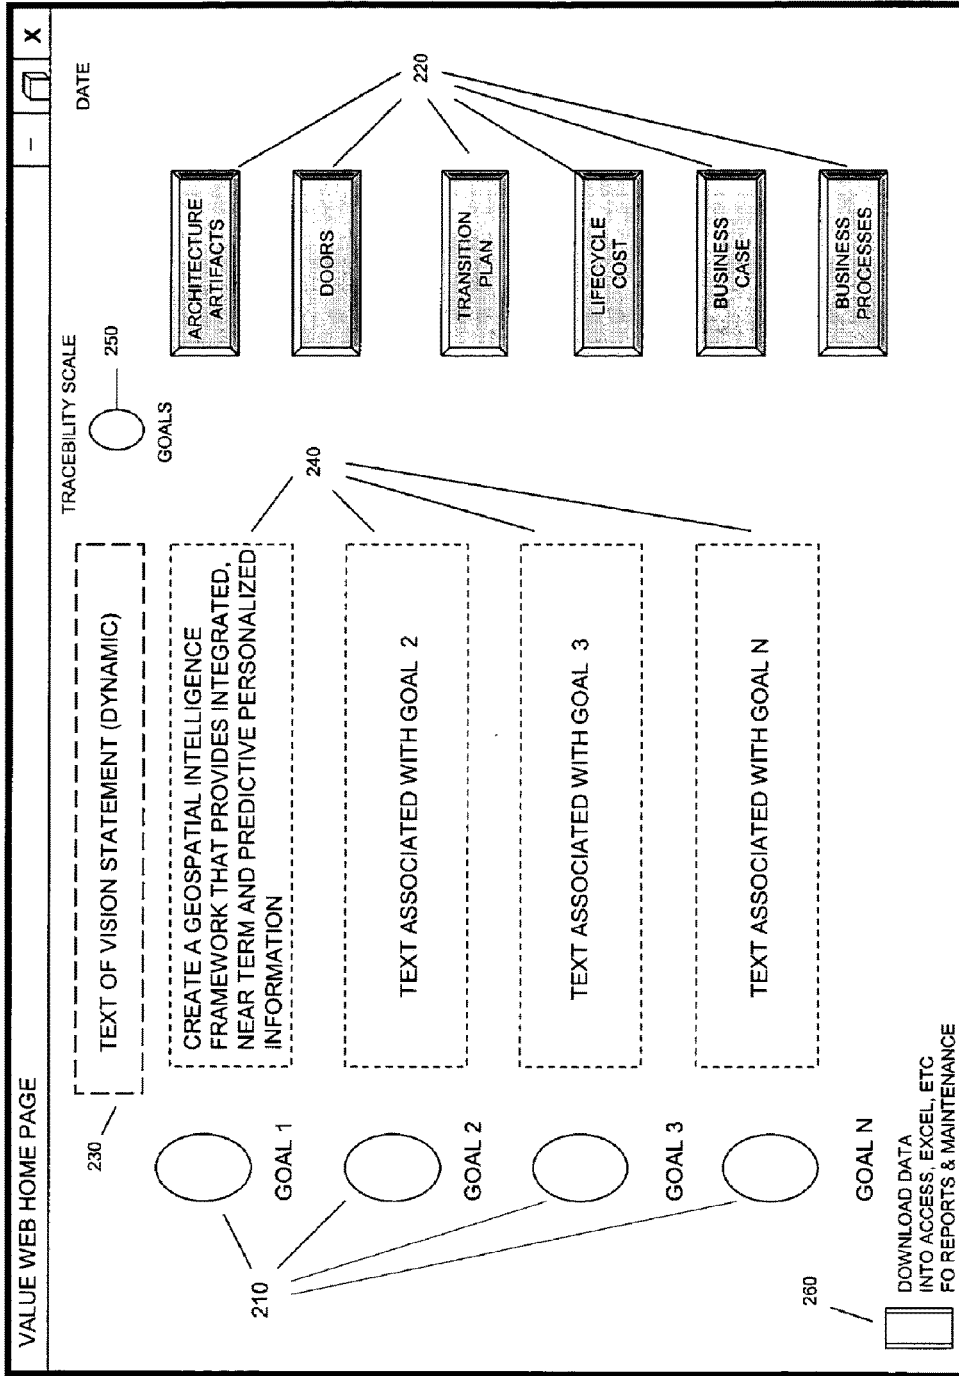 VALUE WEB HOME PAGE
–
X
TRACEBILITY SCALE
DATE
250
GOALS
230
TEXT OF VISION STATEMENT (DYNAMIC)
GOAL 1
CREATE A GEOSPATIAL INTELLIGENCE
FRAMEWORK THAT PROVIDES INTEGRATED,
NEAR TERM AND PREDICTIVE PERSONALIZED
INFORMATION
210
GOAL 2
TEXT ASSOCIATED WITH GOAL 2
240
GOAL 3
TEXT ASSOCIATED WITH GOAL 3
GOAL N
TEXT ASSOCIATED WITH GOAL N
ARCHITECTURE
ARTIFACTS
DOORS
TRANSITION
PLAN
LIFECYCLE
COST
BUSINESS
CASE
BUSINESS
PROCESSES
220
260
DOWNLOAD DATA
INTO ACCESS, EXCEL, ETC
FO REPORTS & MAINTENANCE